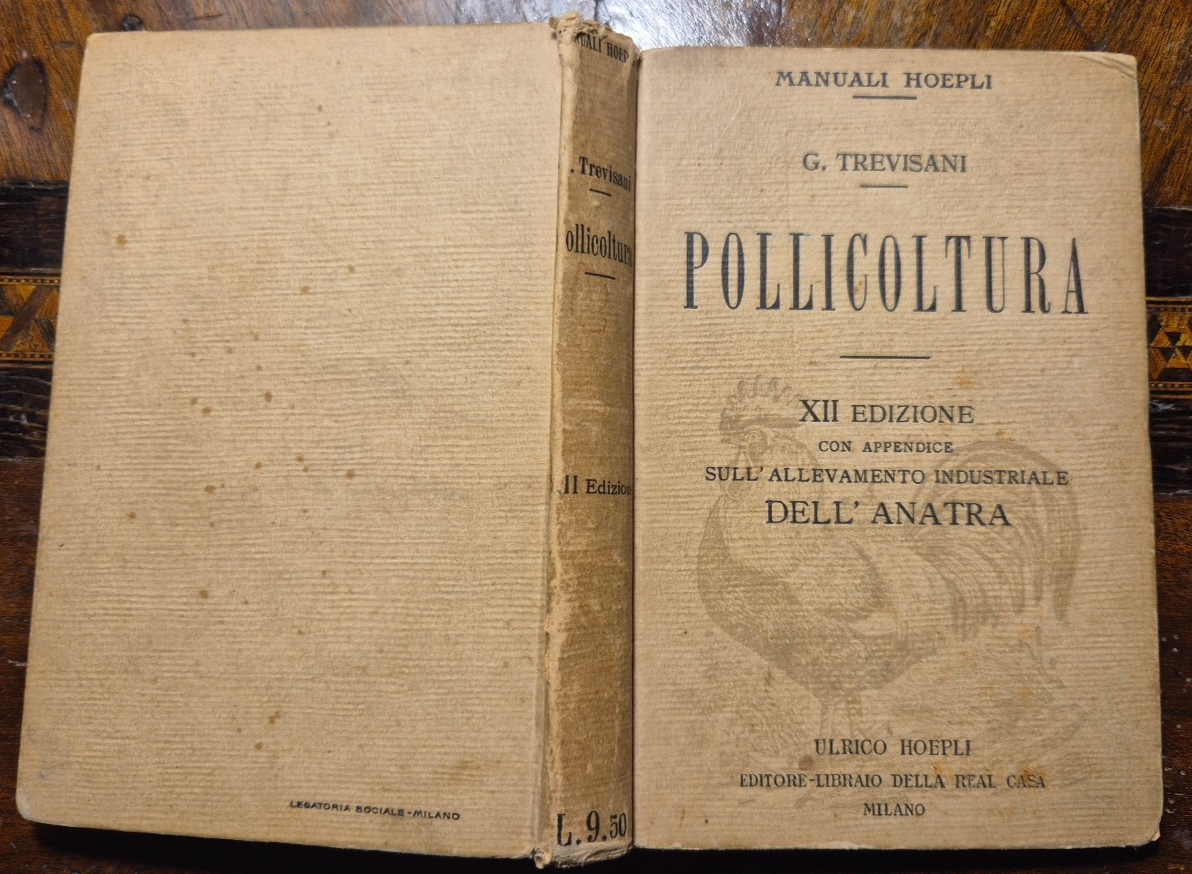 LEGATORIA SOCIALE-MILANO
. Trevisani
ollicoltura
II Edizione
L. 9.50
MANUALI HOEPLI
G. TREVISANI
POLLICOLTURA
XII EDIZIONE
CON APPENDICE
SULL'ALLEVAMENTO INDUSTRIALE
DELL'ANATRA
ULRICO HOEPLI
EDITORE-LIBRAIO DELLA REAL CASA
MILANO